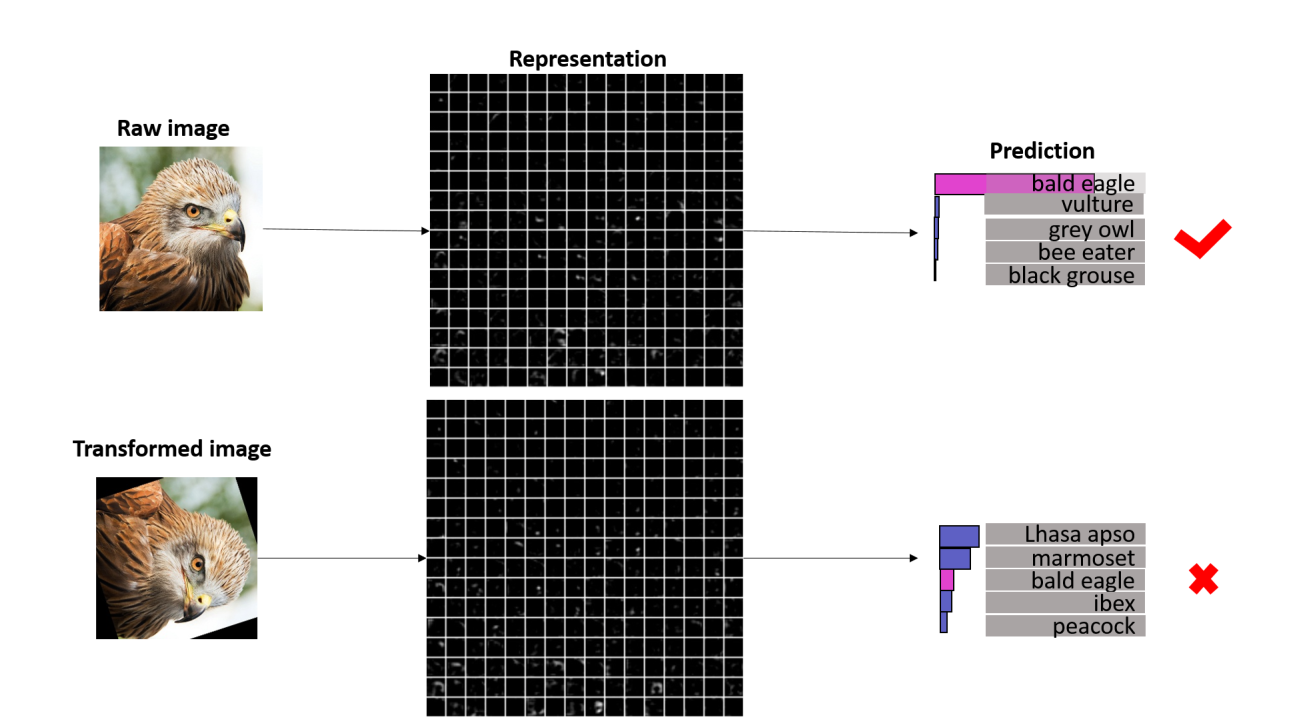 Representation
Raw image
Prediction
bald eagle
vulture
grey owl
bee eater
black grouse
Transformed image
Lhasa apso
marmoset
bald eagle
ibex
peacock